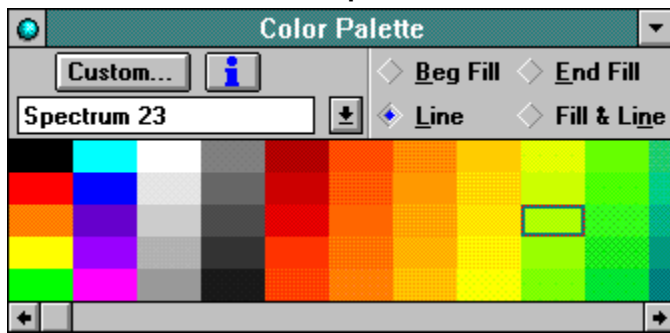 Color Palette
Custom... i
Beg Fill End Fill
Spectrum 23
Line Fill & Line